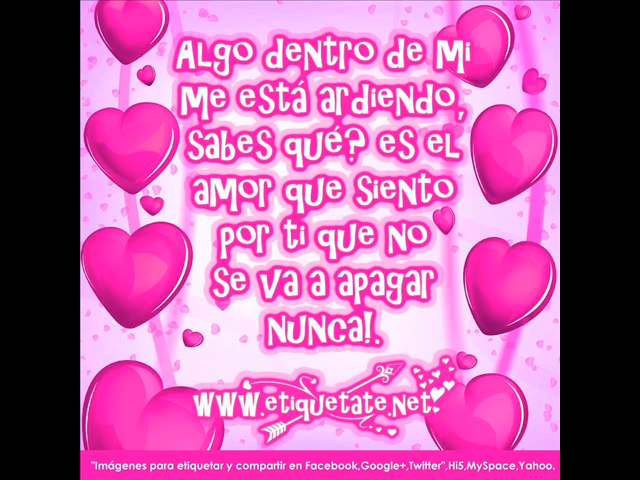 Algo dentro de mi
me está ardiendo,
sabes qué? es el
amor que siento
por ti que no
se va a apagar
nunca!.
www.etiquetate.net
"Imágenes para etiquetar y compartir en Facebook,Google+,Twitter",Hi5,MySpace,Yahoo.